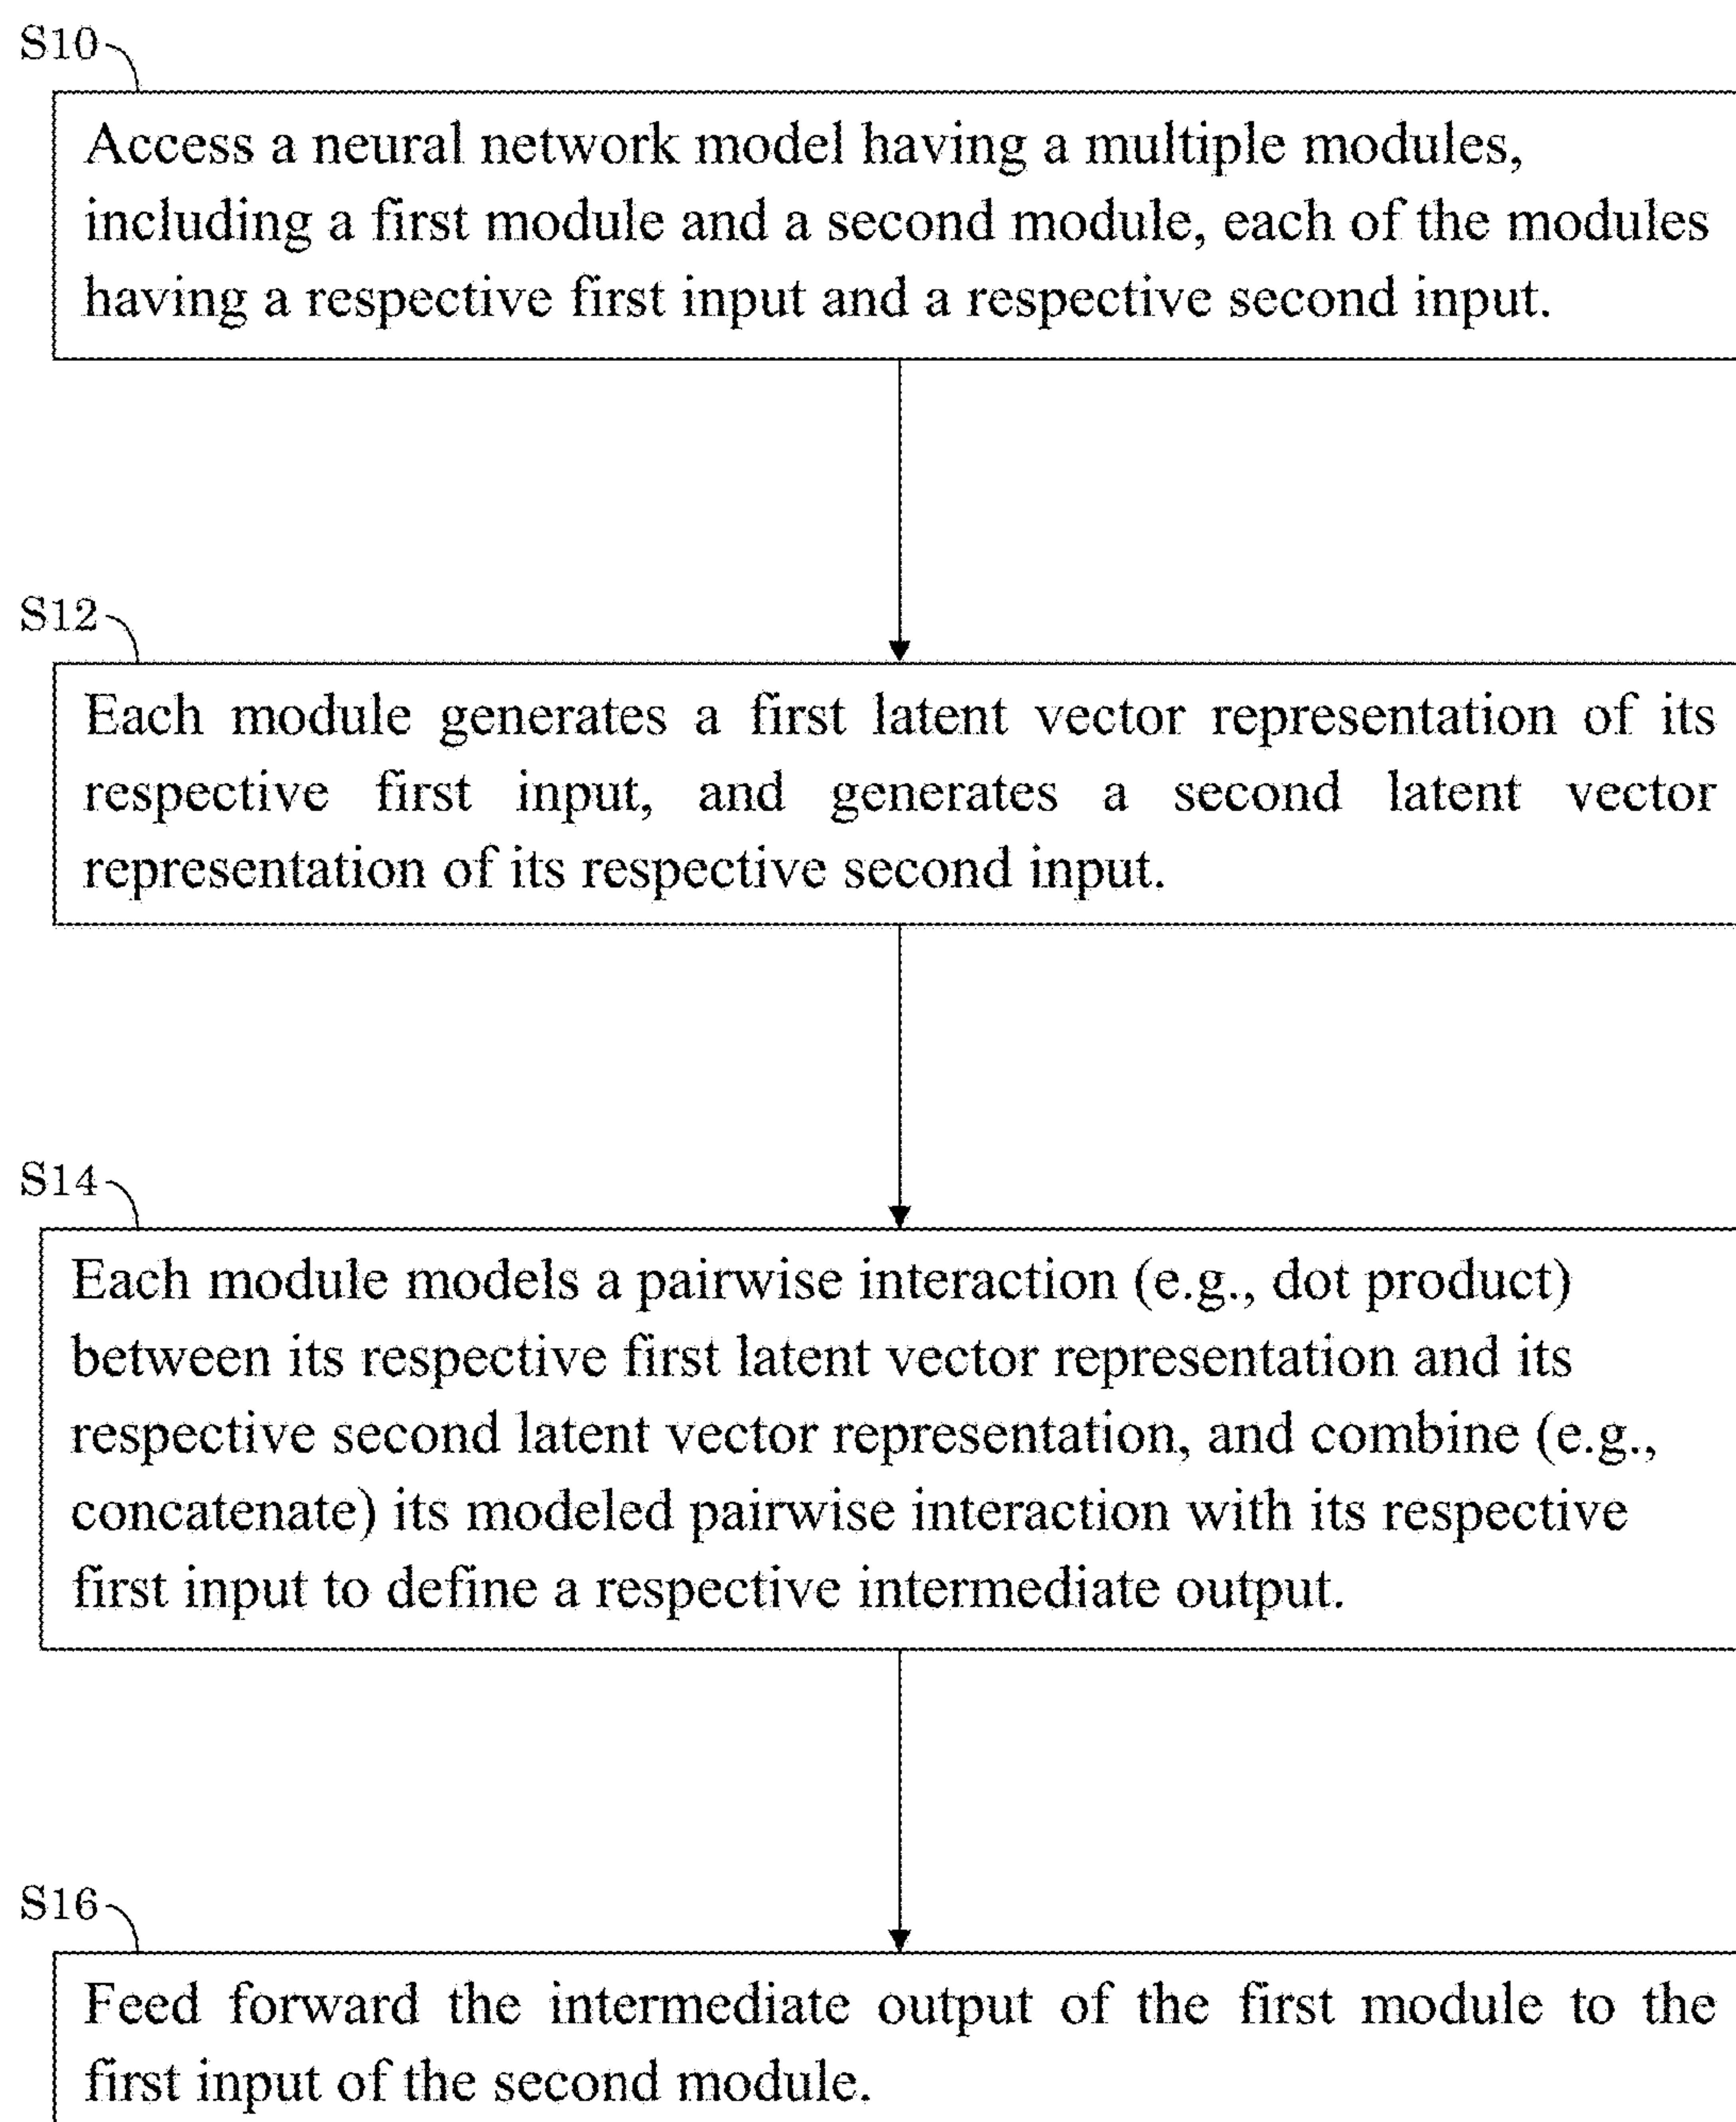 S10
Access a neural network model having a multiple modules,
including a first module and a second module, each of the modules
having a respective first input and a respective second input.
S12
Each module generates a first latent vector representation of its
respective first input, and generates a second latent vector
representation of its respective second input.
S14
Each module models a pairwise interaction (e.g., dot product)
between its respective first latent vector representation and its
respective second latent vector representation, and combine (e.g.,
concatenate) its modeled pairwise interaction with its respective
first input to define a respective intermediate output.
S16
Feed forward the intermediate output of the first module to the
first input of the second module.